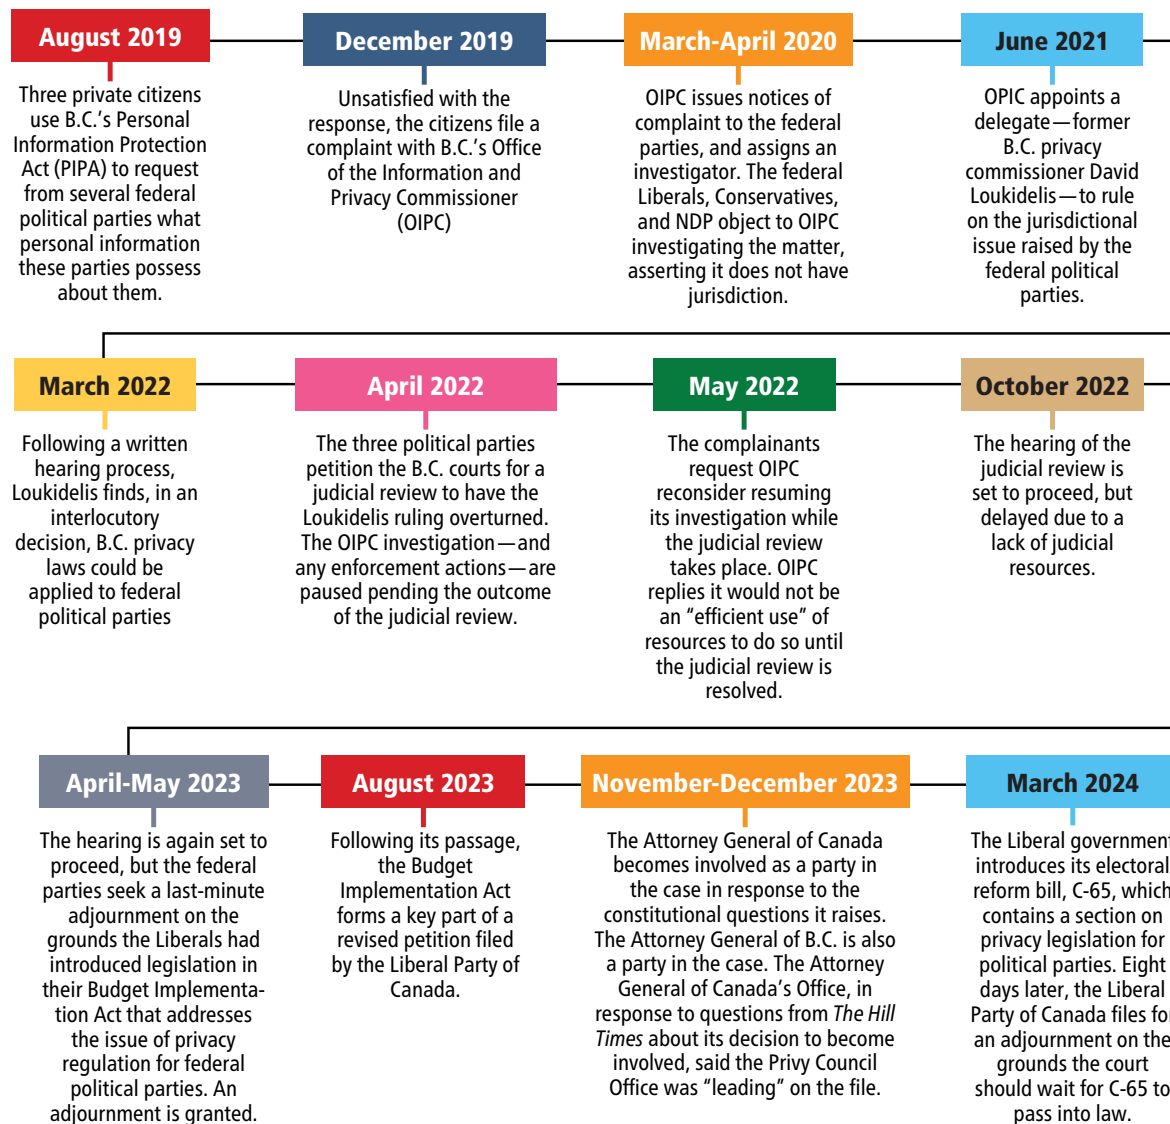 August 2019
Three private citizens
use B.C.'s Personal
Information Protection
Act (PIPA) to request
from several federal
political parties what
personal information
these parties possess
about them.
December 2019
Unsatisfied with the
response, the citizens file a
complaint with B.C.'s Office
of the Information and
Privacy Commissioner
(OIPC)
March-April 2020
OIPC issues notices of
complaint to the federal
parties, and assigns an
investigator. The federal
Liberals, Conservatives,
and NDP object to OIPC
investigating the matter,
asserting it does not have
jurisdiction.
June 2021
OPIC appoints a
delegate—former
B.C. privacy
commissioner David
Loukidelis—to rule
on the jurisdictional
issue raised by the
federal political
parties.
March 2022
Following a written
hearing process,
Loukidelis finds, in an
interlocutory
decision, B.C. privacy
laws could be
applied to federal
political parties
April 2022
The three political parties
petition the B.C. courts for a
judicial review to have the
Loukidelis ruling overturned.
The OIPC investigation—and
any enforcement actions—are
paused pending the outcome
of the judicial review.
May 2022
The complainants
request OIPC
reconsider resuming
its investigation while
the judicial review
takes place. OIPC
replies it would not be
an “efficient use” of
resources to do so until
the judicial review is
resolved.
October 2022
The hearing of the
judicial review is
set to proceed, but
delayed due to a
lack of judicial
resources.
April-May 2023
The hearing is again set to
proceed, but the federal
parties seek a last-minute
adjournment on the
grounds the Liberals had
introduced legislation in
their Budget Implementa-
tion Act that addresses
the issue of privacy
regulation for federal
political parties. An
adjournment is granted.
August 2023
Following its passage,
the Budget
Implementation Act
forms a key part of a
revised petition filed
by the Liberal Party of
Canada.
November-December 2023
The Attorney General of Canada
becomes involved as a party in
the case in response to the
constitutional questions it raises.
The Attorney General of B.C. is also
a party in the case. The Attorney
General of Canada's Office, in
response to questions from The Hill
Times about its decision to become
involved, said the Privy Council
Office was “leading” on the file.
March 2024
The Liberal government
introduces its electoral
reform bill, C-65, which
contains a section on
privacy legislation for
political parties. Eight
days later, the Liberal
Party of Canada files for
an adjournment on the
grounds the court
should wait for C-65 to
pass into law.